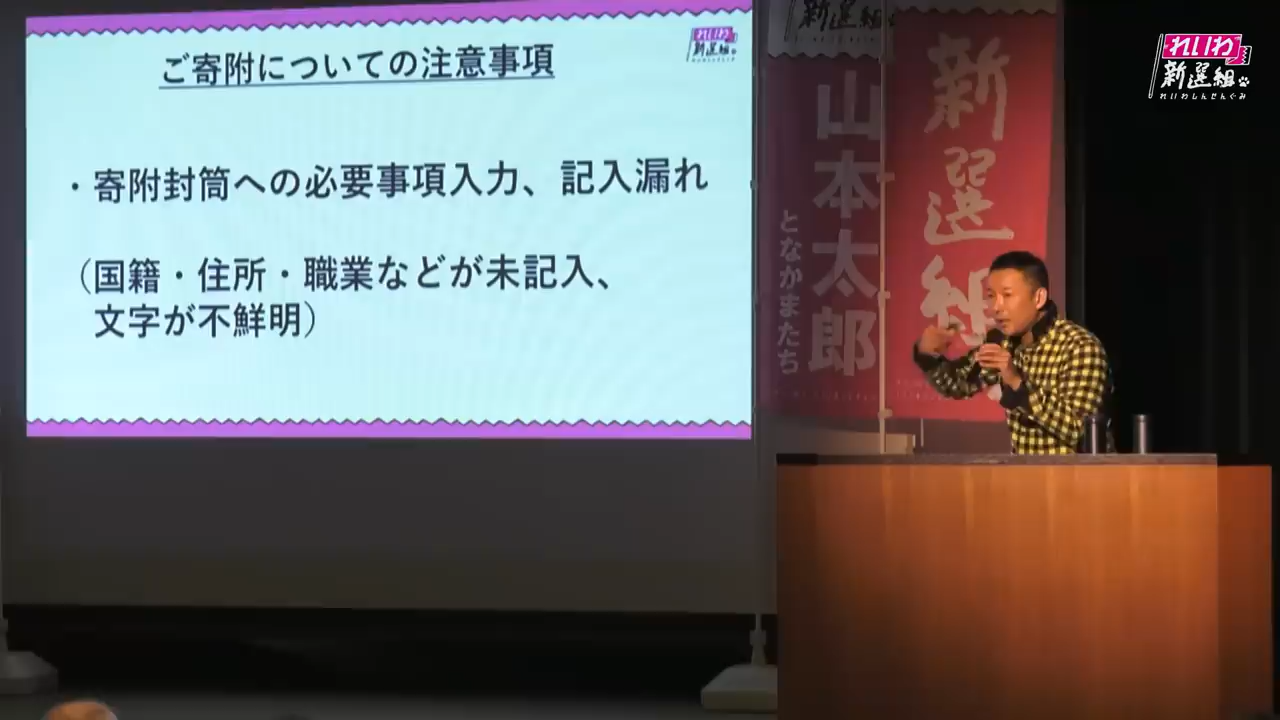 ご寄附についての注意事項
れいわ
新選組
・寄附封筒への必要事項入力、記入漏れ
（国籍・住所・職業などが未記入、
文字が不鮮明）
新選組
山本太郎
となかまたち
新選組
れいわ
新選組
れいわしんせんぐみ